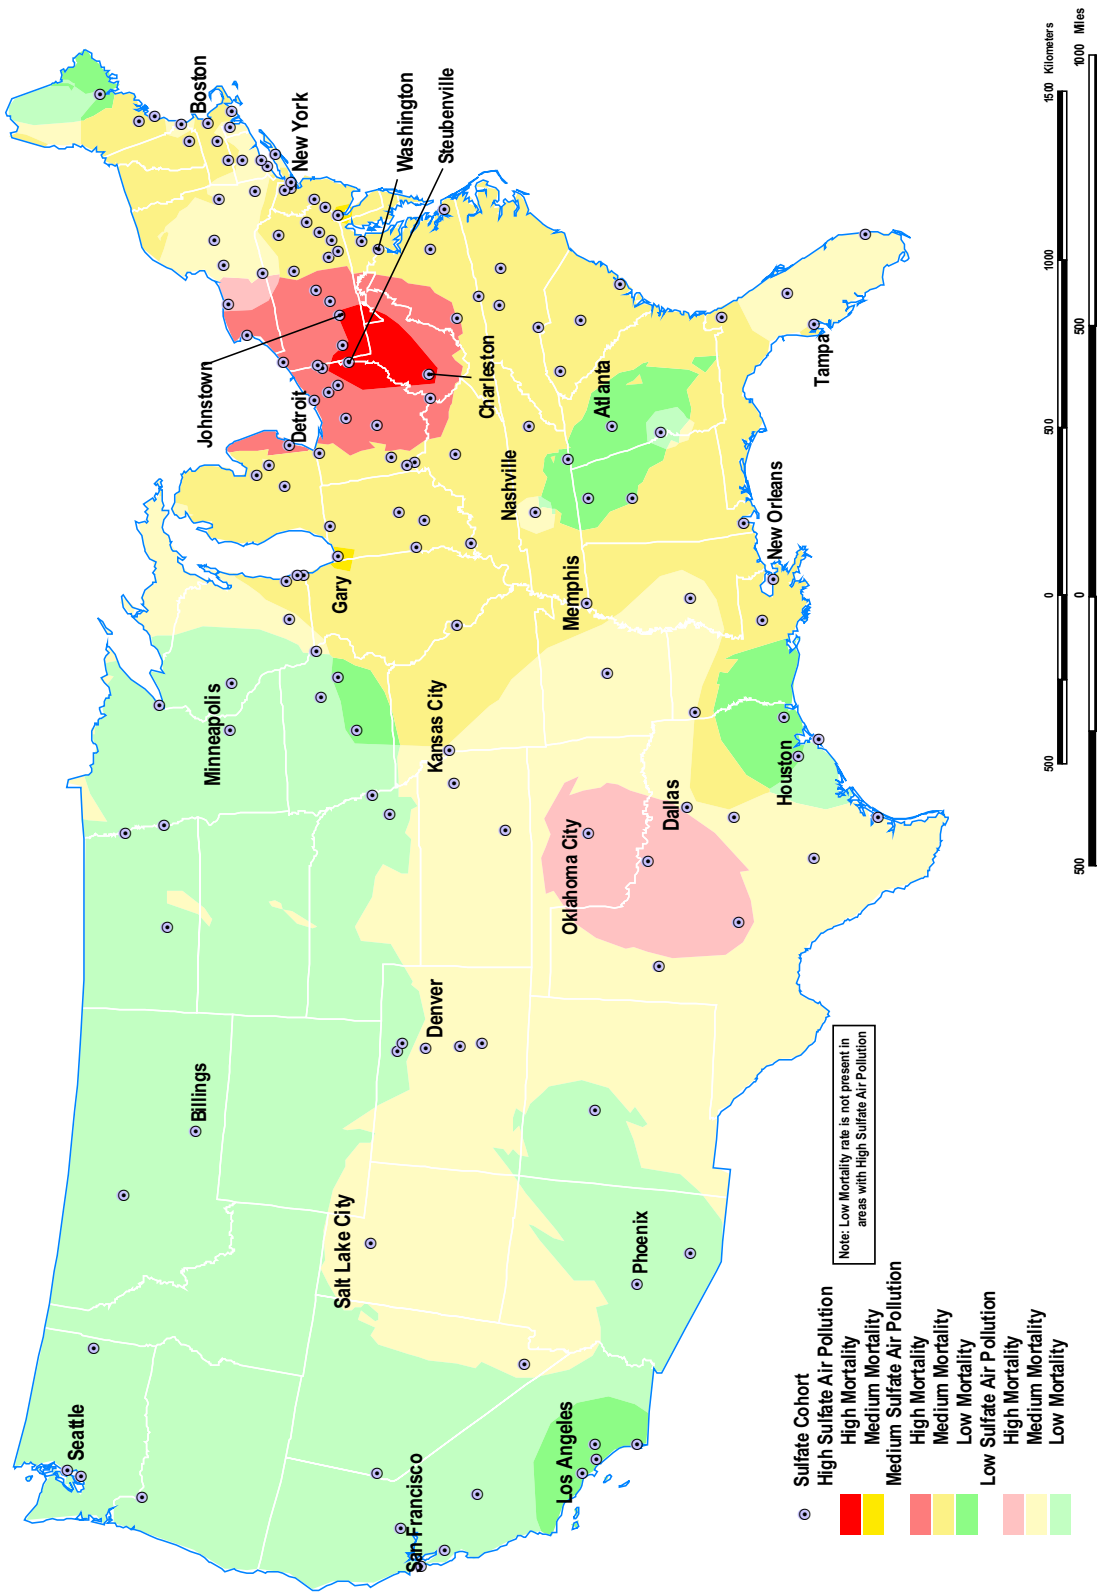 Seattle
San Francisco
Los Angeles
Billings
Salt Lake City
Phoenix
Denver
Minneapolis
Kansas City
Oklahoma City
Dallas
Houston
Memphis
New Orleans
Gary
Nashville
Atlanta
Detroit
Johnstown
Charleston
Tampa
Boston
New York
Washington
Steubenville
Sulfate Cohort
High Sulfate Air Pollution
High Mortality
Medium Mortality
Medium Sulfate Air Pollution
High Mortality
Medium Mortality
Low Mortality
Low Sulfate Air Pollution
High Mortality
Medium Mortality
Low Mortality
Note: Low Mortality rate is not present in
areas with High Sulfate Air Pollution
500 0 500 1000 1500 Kilometers
500 0 500 1000 Miles